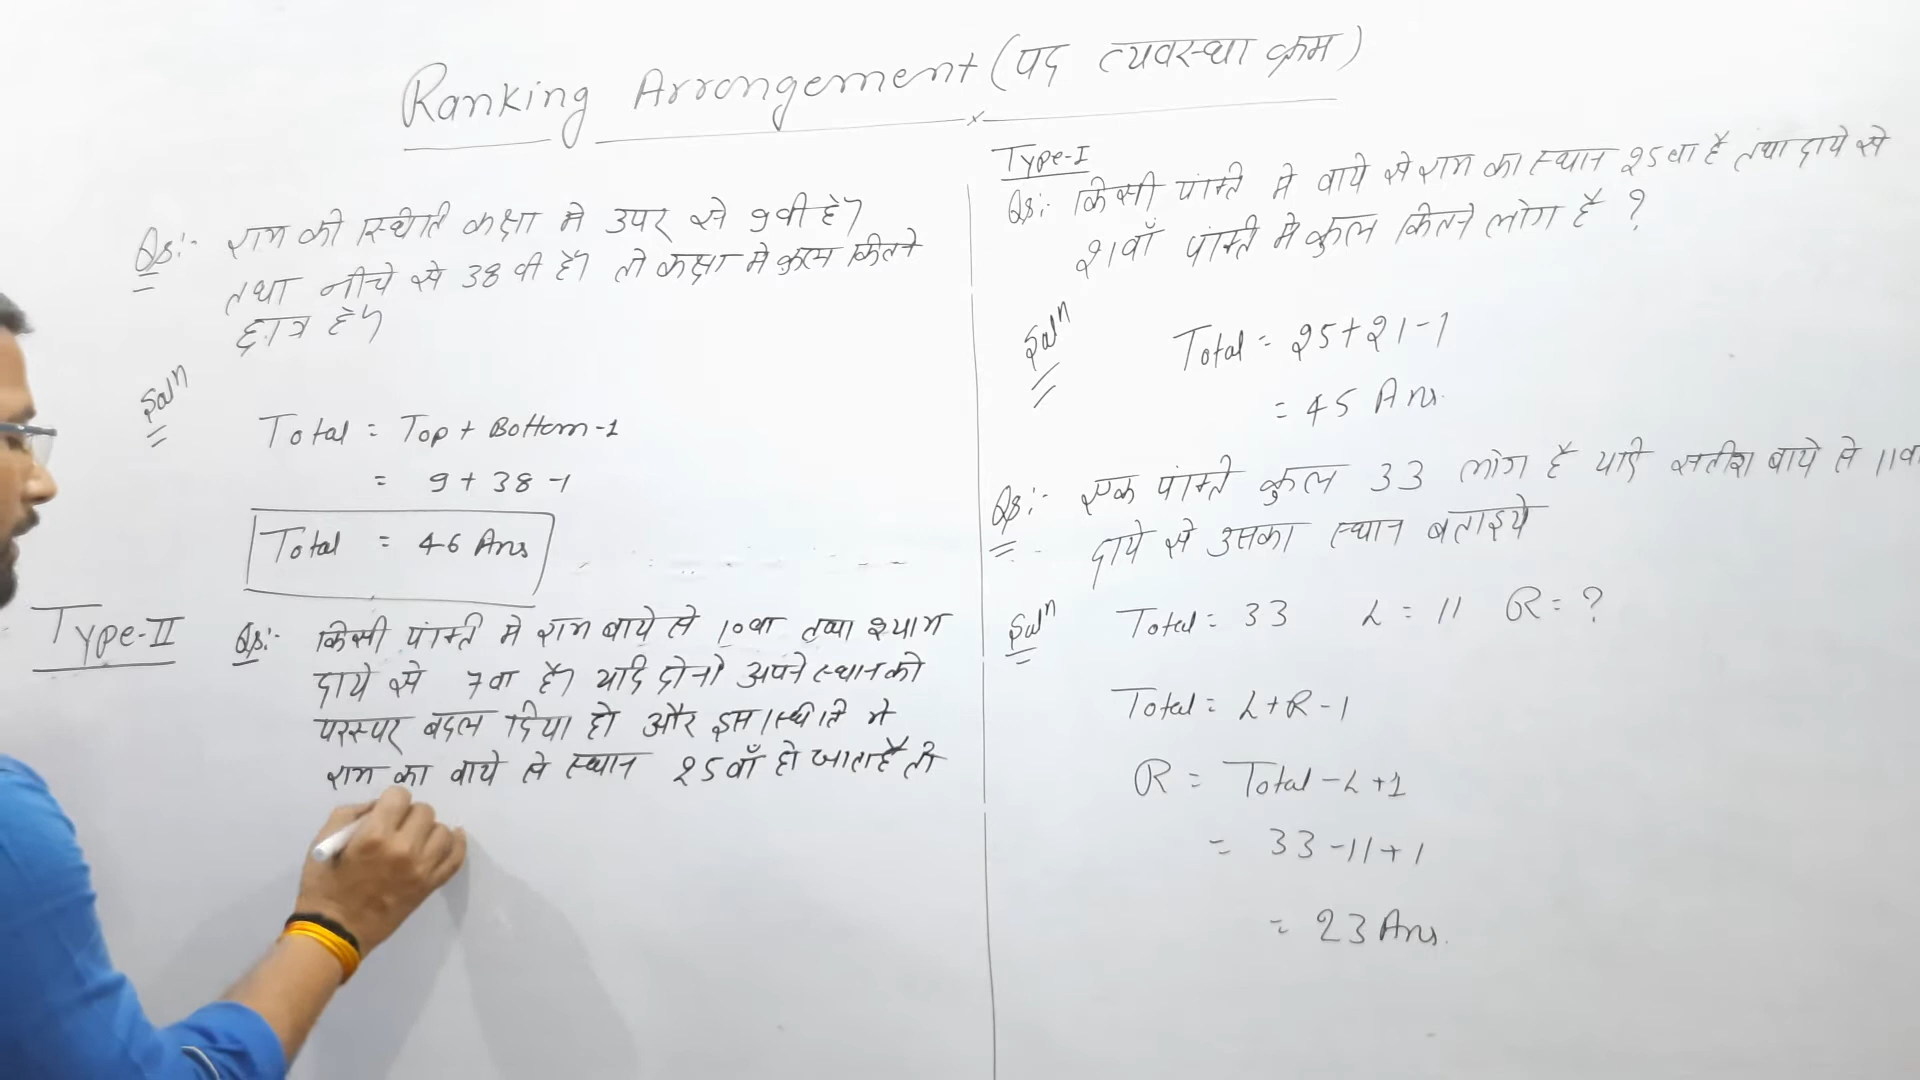 Ranking Arrangement (पद व्यवस्था क्रम)
Qs:- राम की स्थिति कक्षा मे उपर से 9वी है।
तथा नीचे से 38 वी है। तो कक्षा मे कुल कितने
छात्र है।
Solⁿ
Total = Top + Bottom - 1
= 9 + 38 - 1
Total = 46 Ans
Type-II
Qs:- किसी पंक्ति मे राम बाये से 10वा तथा श्याम
दाये से 7वा है। यदि दोनो अपने स्थान को
परस्पर बदल दिया हो और इस स्थिति मे
राम का बाये से स्थान 25वाँ हो जाता है तो
Type-I
Qs:- किसी पंक्ति मे बाये से राम का स्थान 25वा है तथा दाये से
21वाँ पंक्ति मे कुल कितने लोग है ?
Solⁿ
Total = 25 + 21 - 1
= 45 Ans.
Qs:- एक पंक्ति कुल 33 लोग है यदि सतीश बाये से 11वा
दाये से उसका स्थान बताइये
Solⁿ
Total = 33 L = 11 R = ?
Total = L + R - 1
R = Total - L + 1
= 33 - 11 + 1
= 23 Ans.